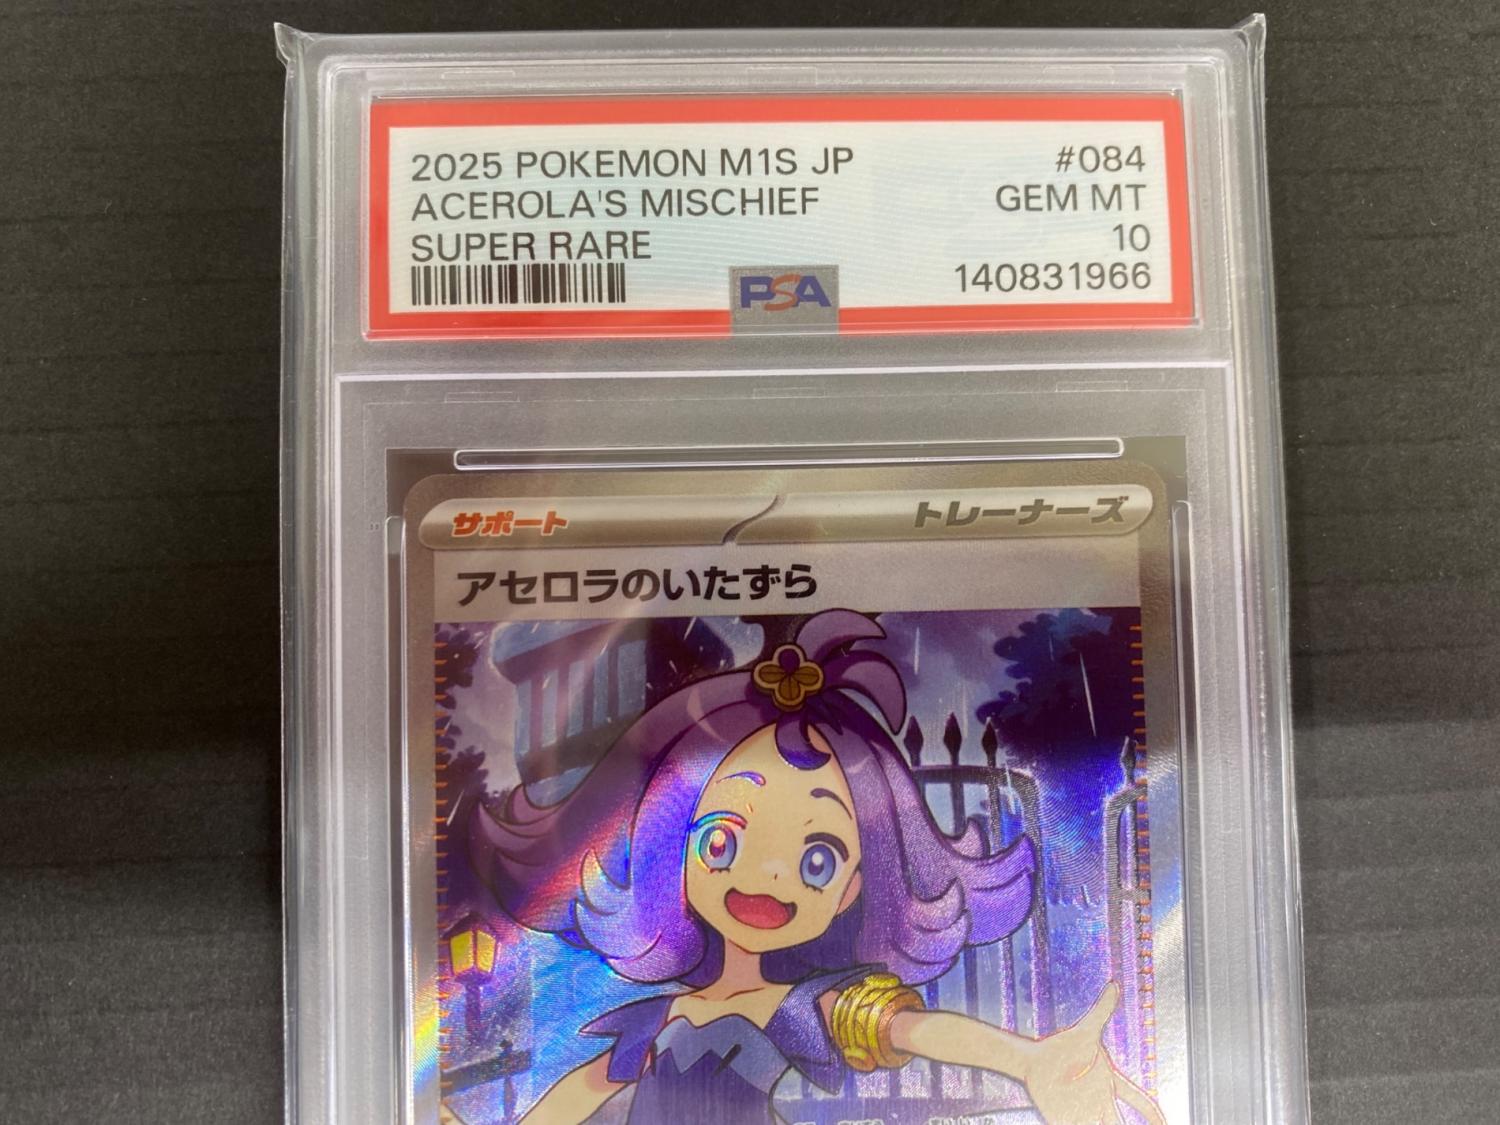 2025 POKEMON M1S JP #084
ACEROLA'S MISCHIEF GEM MT
SUPER RARE 10
PSA 140831966
サポート トレーナーズ
アセロラのいたずら